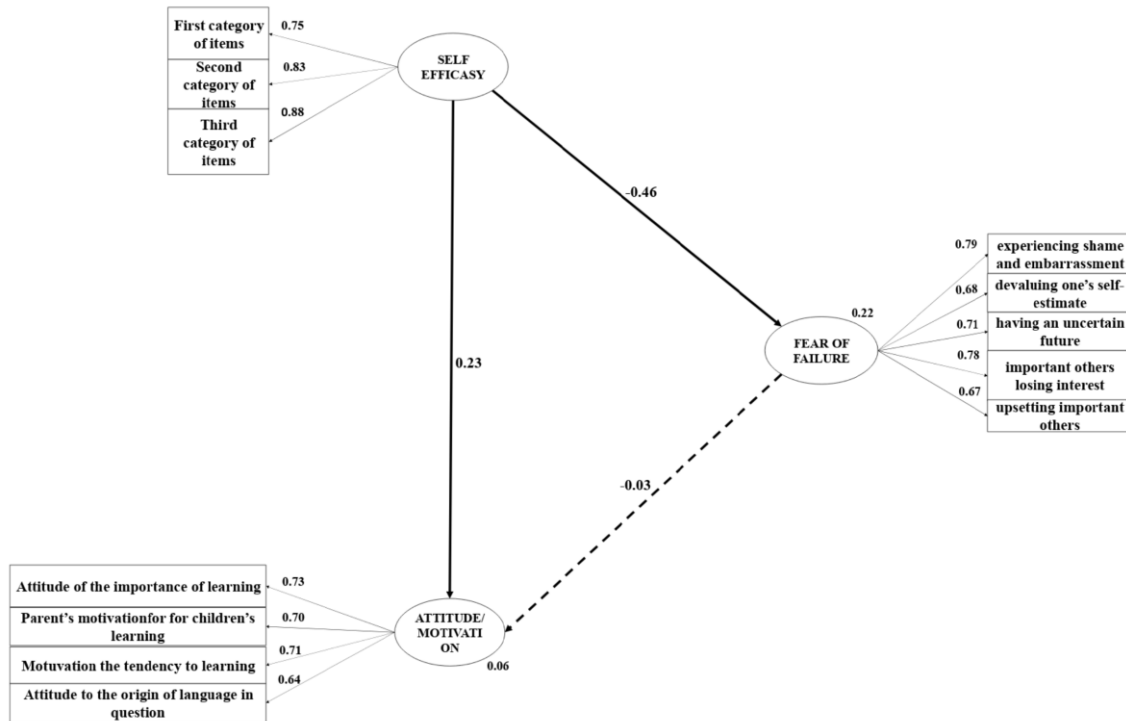 First category
of items
0.75
Second
category of
items
0.83
Third
category of
items
0.88
SELF
EFFICASY
-0.46
0.23
0.79
experiencing shame
and embarrassment
0.68
devaluing one's self-
estimate
0.71
having an uncertain
future
0.78
important others
losing interest
0.67
upsetting important
others
0.22
FEAR OF
FAILURE
-0.03
Attitude of the importance of learning
0.73
Parent's motivationfor for children's
learning
0.70
Motuvation the tendency to learning
0.71
Attitude to the origin of language in
question
0.64
ATTITUDE/
MOTIVATI
ON
0.06